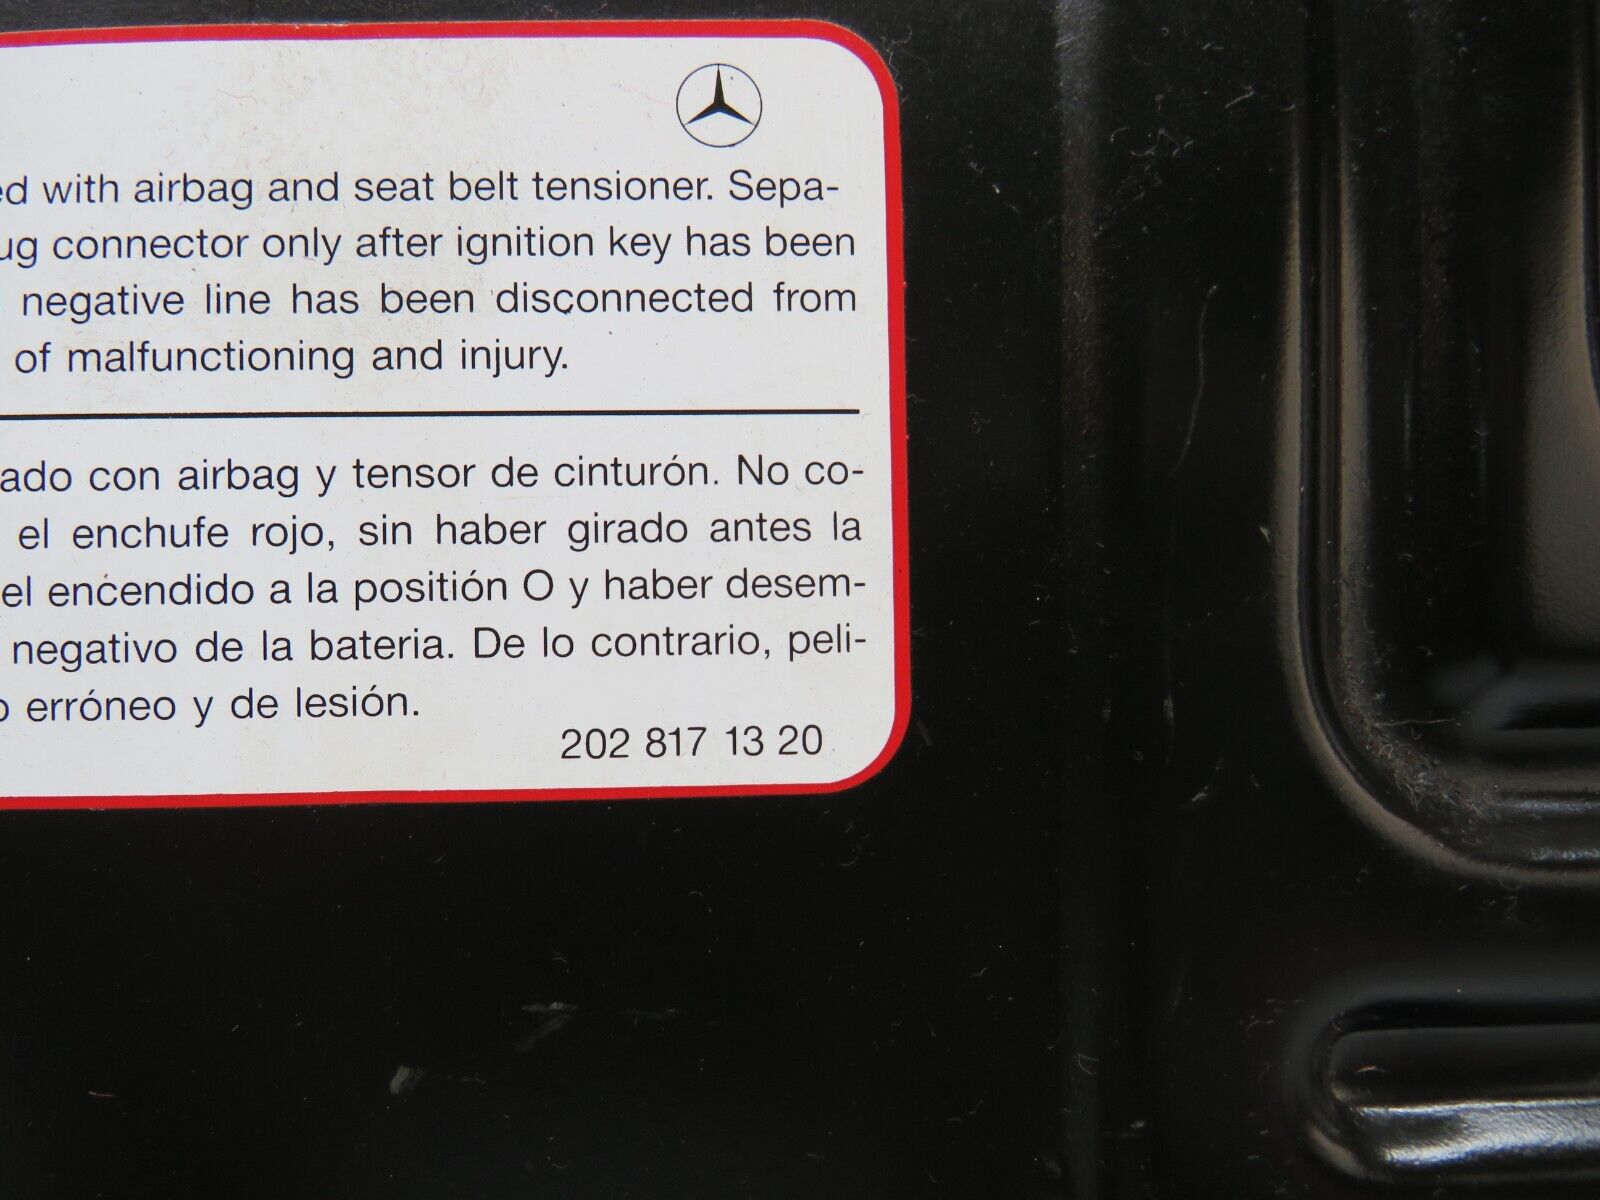 ed with airbag and seat belt tensioner. Sepa-
ug connector only after ignition key has been
negative line has been disconnected from
of malfunctioning and injury.
ado con airbag y tensor de cinturón. No co-
el enchufe rojo, sin haber girado antes la
el encendido a la positión O y haber desem-
negativo de la bateria. De lo contrario, peli-
o erróneo y de lesión.
202 817 13 20